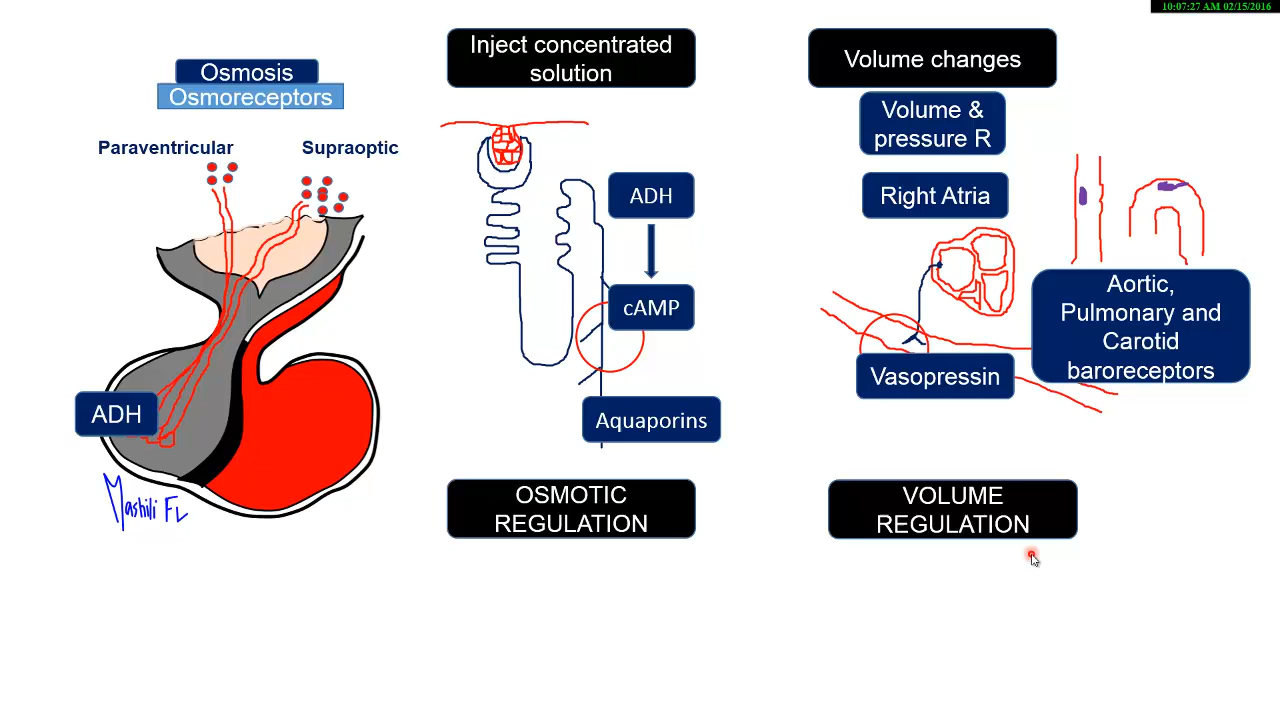 10:07:27 AM 02/15/2016
Osmosis
Osmoreceptors
Paraventricular
Supraoptic
ADH
Mashili FL
Inject concentrated
solution
ADH
cAMP
Aquaporins
OSMOTIC
REGULATION
Volume changes
Volume &
pressure R
Right Atria
Aortic,
Pulmonary and
Carotid
baroreceptors
Vasopressin
VOLUME
REGULATION